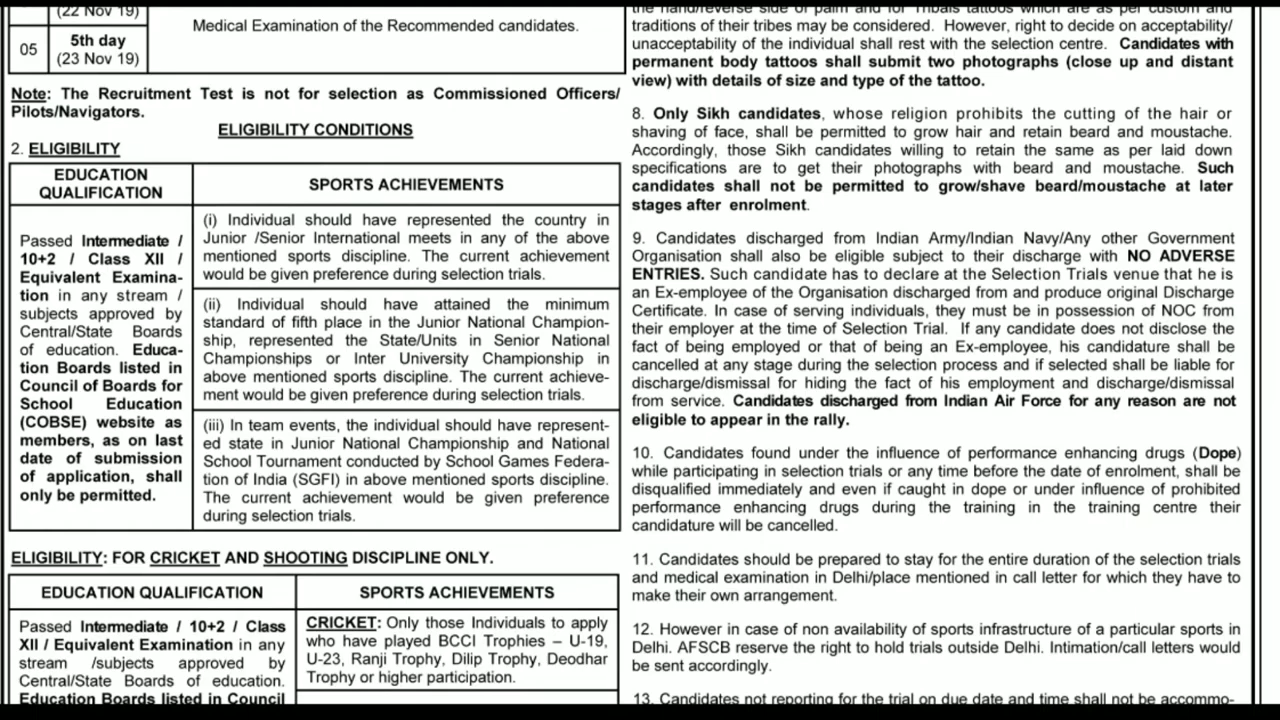 (22 Nov 19)
Medical Examination of the Recommended candidates.
05
5th day
(23 Nov 19)
Note: The Recruitment Test is not for selection as Commissioned Officers/
Pilots/Navigators.
ELIGIBILITY CONDITIONS
2. ELIGIBILITY
EDUCATION
QUALIFICATION
SPORTS ACHIEVEMENTS
Passed Intermediate /
10+2 / Class XII /
Equivalent Examina-
tion in any stream /
subjects approved by
Central/State Boards
of education. Educa-
tion Boards listed in
Council of Boards for
School Education
(COBSE) website as
members, as on last
date of submission
of application, shall
only be permitted.
(i) Individual should have represented the country in
Junior /Senior International meets in any of the above
mentioned sports discipline. The current achievement
would be given preference during selection trials.
(ii) Individual should have attained the minimum
standard of fifth place in the Junior National Champion-
ship, represented the State/Units in Senior National
Championships or Inter University Championship in
above mentioned sports discipline. The current achieve-
ment would be given preference during selection trials.
(iii) In team events, the individual should have represent-
ed state in Junior National Championship and National
School Tournament conducted by School Games Federa-
tion of India (SGFI) in above mentioned sports discipline.
The current achievement would be given preference
during selection trials.
ELIGIBILITY: FOR CRICKET AND SHOOTING DISCIPLINE ONLY.
EDUCATION QUALIFICATION
SPORTS ACHIEVEMENTS
Passed Intermediate / 10+2 / Class
XII / Equivalent Examination in any
stream /subjects approved by
Central/State Boards of education.
Education Boards listed in Council
CRICKET: Only those Individuals to apply
who have played BCCI Trophies – U-19,
U-23, Ranji Trophy, Dilip Trophy, Deodhar
Trophy or higher participation.
the hand/reverse side of palm and for Tribals tattoos which are as per custom and
traditions of their tribes may be considered. However, right to decide on acceptability/
unacceptability of the individual shall rest with the selection centre. Candidates with
permanent body tattoos shall submit two photographs (close up and distant
view) with details of size and type of the tattoo.
8. Only Sikh candidates, whose religion prohibits the cutting of the hair or
shaving of face, shall be permitted to grow hair and retain beard and moustache.
Accordingly, those Sikh candidates willing to retain the same as per laid down
specifications are to get their photographs with beard and moustache. Such
candidates shall not be permitted to grow/shave beard/moustache at later
stages after enrolment.
9. Candidates discharged from Indian Army/Indian Navy/Any other Government
Organisation shall also be eligible subject to their discharge with NO ADVERSE
ENTRIES. Such candidate has to declare at the Selection Trials venue that he is
an Ex-employee of the Organisation discharged from and produce original Discharge
Certificate. In case of serving individuals, they must be in possession of NOC from
their employer at the time of Selection Trial. If any candidate does not disclose the
fact of being employed or that of being an Ex-employee, his candidature shall be
cancelled at any stage during the selection process and if selected shall be liable for
discharge/dismissal for hiding the fact of his employment and discharge/dismissal
from service. Candidates discharged from Indian Air Force for any reason are not
eligible to appear in the rally.
10. Candidates found under the influence of performance enhancing drugs (Dope)
while participating in selection trials or any time before the date of enrolment, shall be
disqualified immediately and even if caught in dope or under influence of prohibited
performance enhancing drugs during the training in the training centre their
candidature will be cancelled.
11. Candidates should be prepared to stay for the entire duration of the selection trials
and medical examination in Delhi/place mentioned in call letter for which they have to
make their own arrangement.
12. However in case of non availability of sports infrastructure of a particular sports in
Delhi. AFSCB reserve the right to hold trials outside Delhi. Intimation/call letters would
be sent accordingly.
13. Candidates not reporting for the trial on due date and time shall not be accommo-